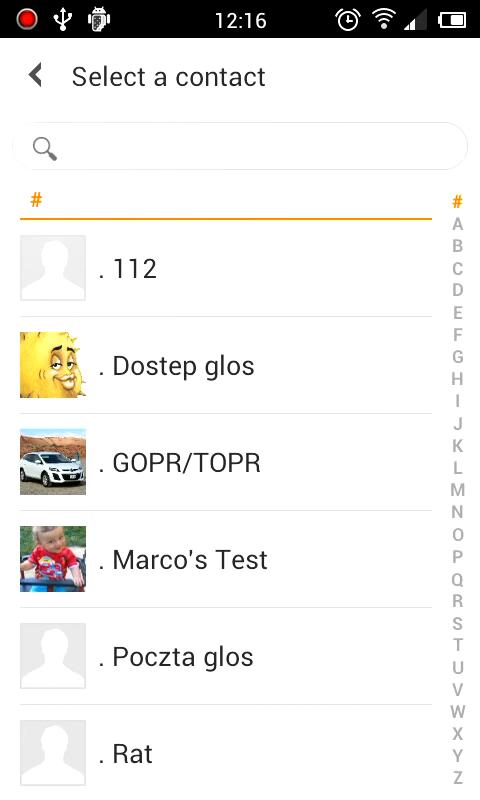 12:16
Select a contact
#
. 112
. Dostep glos
. GOPR/TOPR
. Marco's Test
. Poczta glos
. Rat
#
A
B
C
D
E
F
G
H
I
J
K
L
M
N
O
P
Q
R
S
T
U
V
W
X
Y
Z